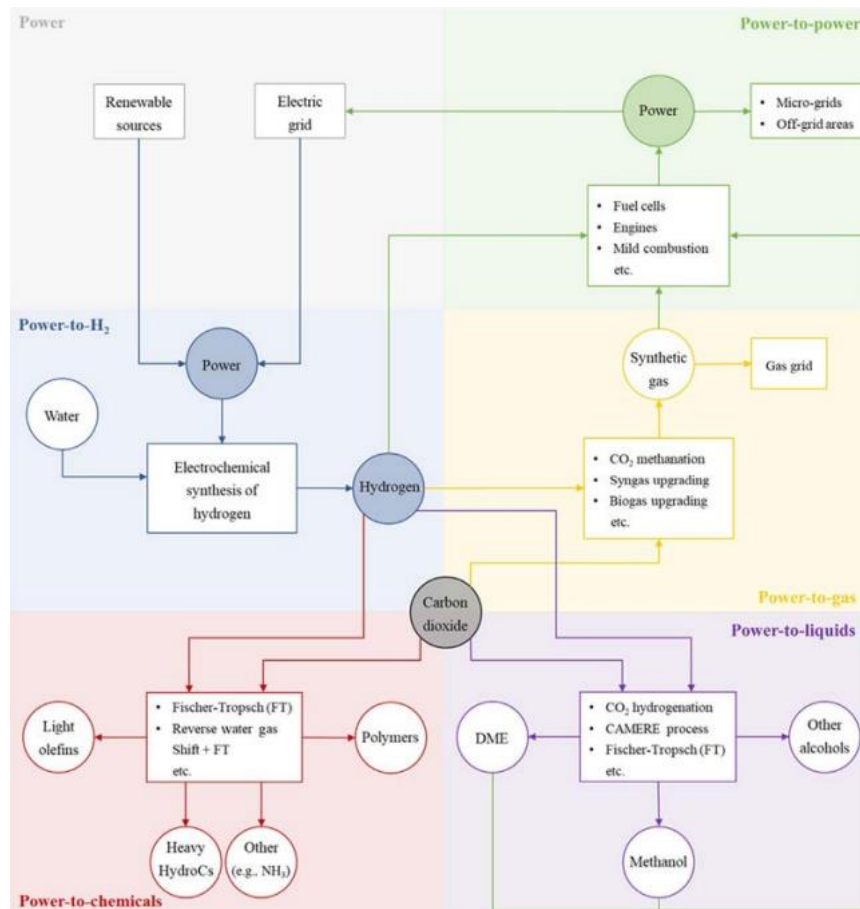 Power
Power-to-power
Renewable
sources
Electric
grid
Power
• Micro-grids
• Off-grid areas
• Fuel cells
• Engines
• Mild combustion
etc.
Power-to-H₂
Power
Water
Electrochemical
synthesis of
hydrogen
Hydrogen
Synthetic
gas
Gas grid
• CO₂ methanation
• Syngas upgrading
• Biogas upgrading
etc.
Power-to-gas
Carbon
dioxide
Power-to-liquids
Light
olefins
• Fischer-Tropsch (FT)
• Reverse water gas
Shift + FT
etc.
Polymers
Heavy
HydroCs
Other
(e.g., NH₃)
Power-to-chemicals
DME
• CO₂ hydrogenation
• CAMERE process
• Fischer-Tropsch (FT)
etc.
Other
alcohols
Methanol